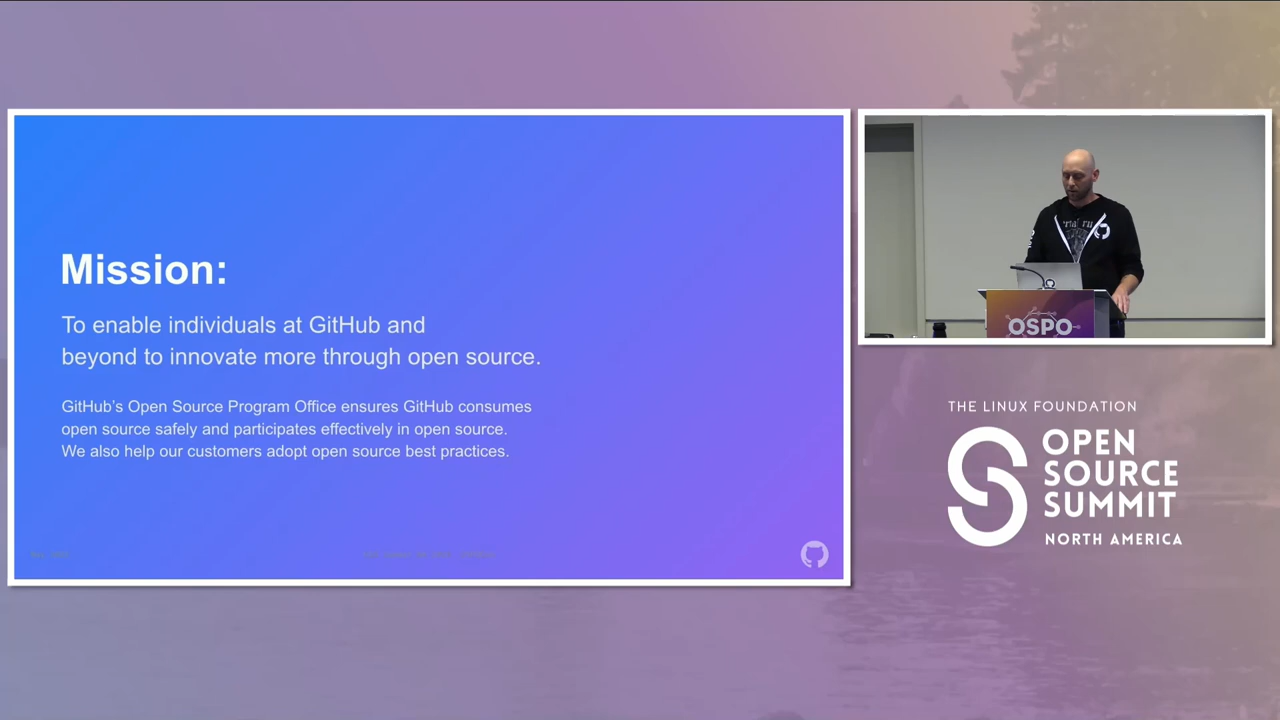 Mission:
To enable individuals at GitHub and
beyond to innovate more through open source.
GitHub’s Open Source Program Office ensures GitHub consumes
open source safely and participates effectively in open source.
We also help our customers adopt open source best practices.
OSPO
THE LINUX FOUNDATION
OPEN
SOURCE
SUMMIT
NORTH AMERICA